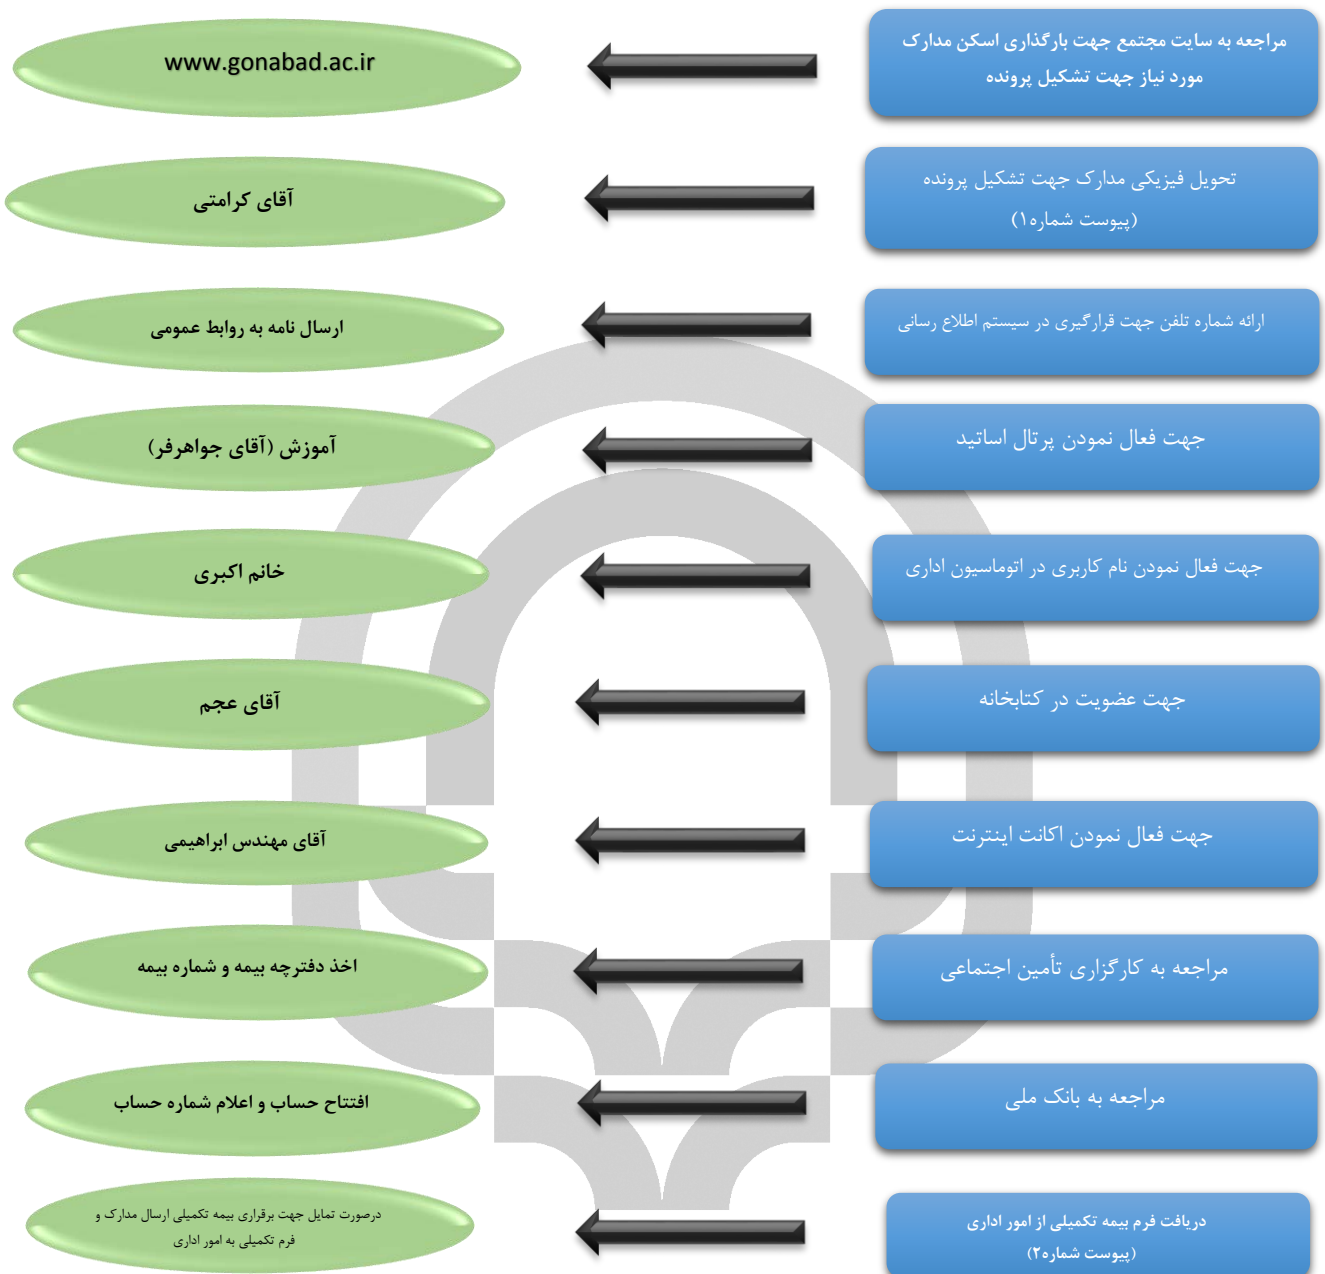 مراجعه به سایت مجتمع جهت بارگذاری اسکن مدارک
مورد نیاز جهت تشکیل پرونده
www.gonabad.ac.ir
تحویل فیزیکی مدارک جهت تشکیل پرونده
(پیوست شماره۱)
آقای کرامتی
ارائه شماره تلفن جهت قرارگیری در سیستم اطلاع رسانی
ارسال نامه به روابط عمومی
جهت فعال نمودن پرتال اساتید
آموزش (آقای جواهرفر)
جهت فعال نمودن نام کاربری در اتوماسیون اداری
خانم اکبری
جهت عضویت در کتابخانه
آقای عجم
جهت فعال نمودن اکانت اینترنت
آقای مهندس ابراهیمی
مراجعه به کارگزاری تأمین اجتماعی
اخذ دفترچه بیمه و شماره بیمه
مراجعه به بانک ملی
افتتاح حساب و اعلام شماره حساب
دریافت فرم بیمه تکمیلی از امور اداری
(پیوست شماره۲)
درصورت تمایل جهت برقراری بیمه تکمیلی ارسال مدارک و
فرم تکمیلی به امور اداری